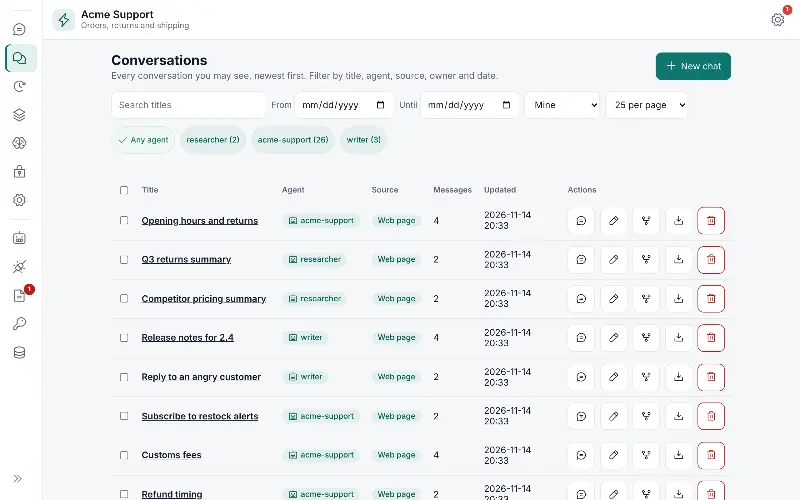 Acme Support
Orders, returns and shipping
1
Conversations
Every conversation you may see, newest first. Filter by title, agent, source, owner and date.
New chat
Search titles From mm/dd/yyyy Until mm/dd/yyyy Mine 25 per page
Any agent researcher (2) acme-support (26) writer (3)
Title Agent Source Messages Updated Actions
Opening hours and returns acme-support Web page 4 2026-11-14 20:33
Q3 returns summary researcher Web page 2 2026-11-14 20:33
Competitor pricing summary researcher Web page 2 2026-11-14 20:33
1
Release notes for 2.4 writer Web page 4 2026-11-14 20:33
Reply to an angry customer writer Web page 2 2026-11-14 20:33
Subscribe to restock alerts acme-support Web page 2 2026-11-14 20:33
Customs fees acme-support Web page 4 2026-11-14 20:33
Refund timing acme-support Web page 2 2026-11-14